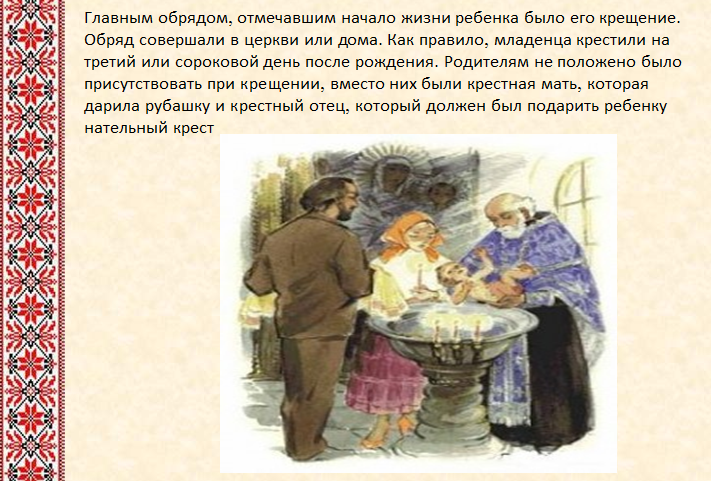 Главным обрядом, отмечавшим начало жизни ребенка было его крещение.
Обряд совершали в церкви или дома. Как правило, младенца крестили на
третий или сороковой день после рождения. Родителям не положено было
присутствовать при крещении, вместо них были крестная мать, которая
дарила рубашку и крестный отец, который должен был подарить ребенку
нательный крест